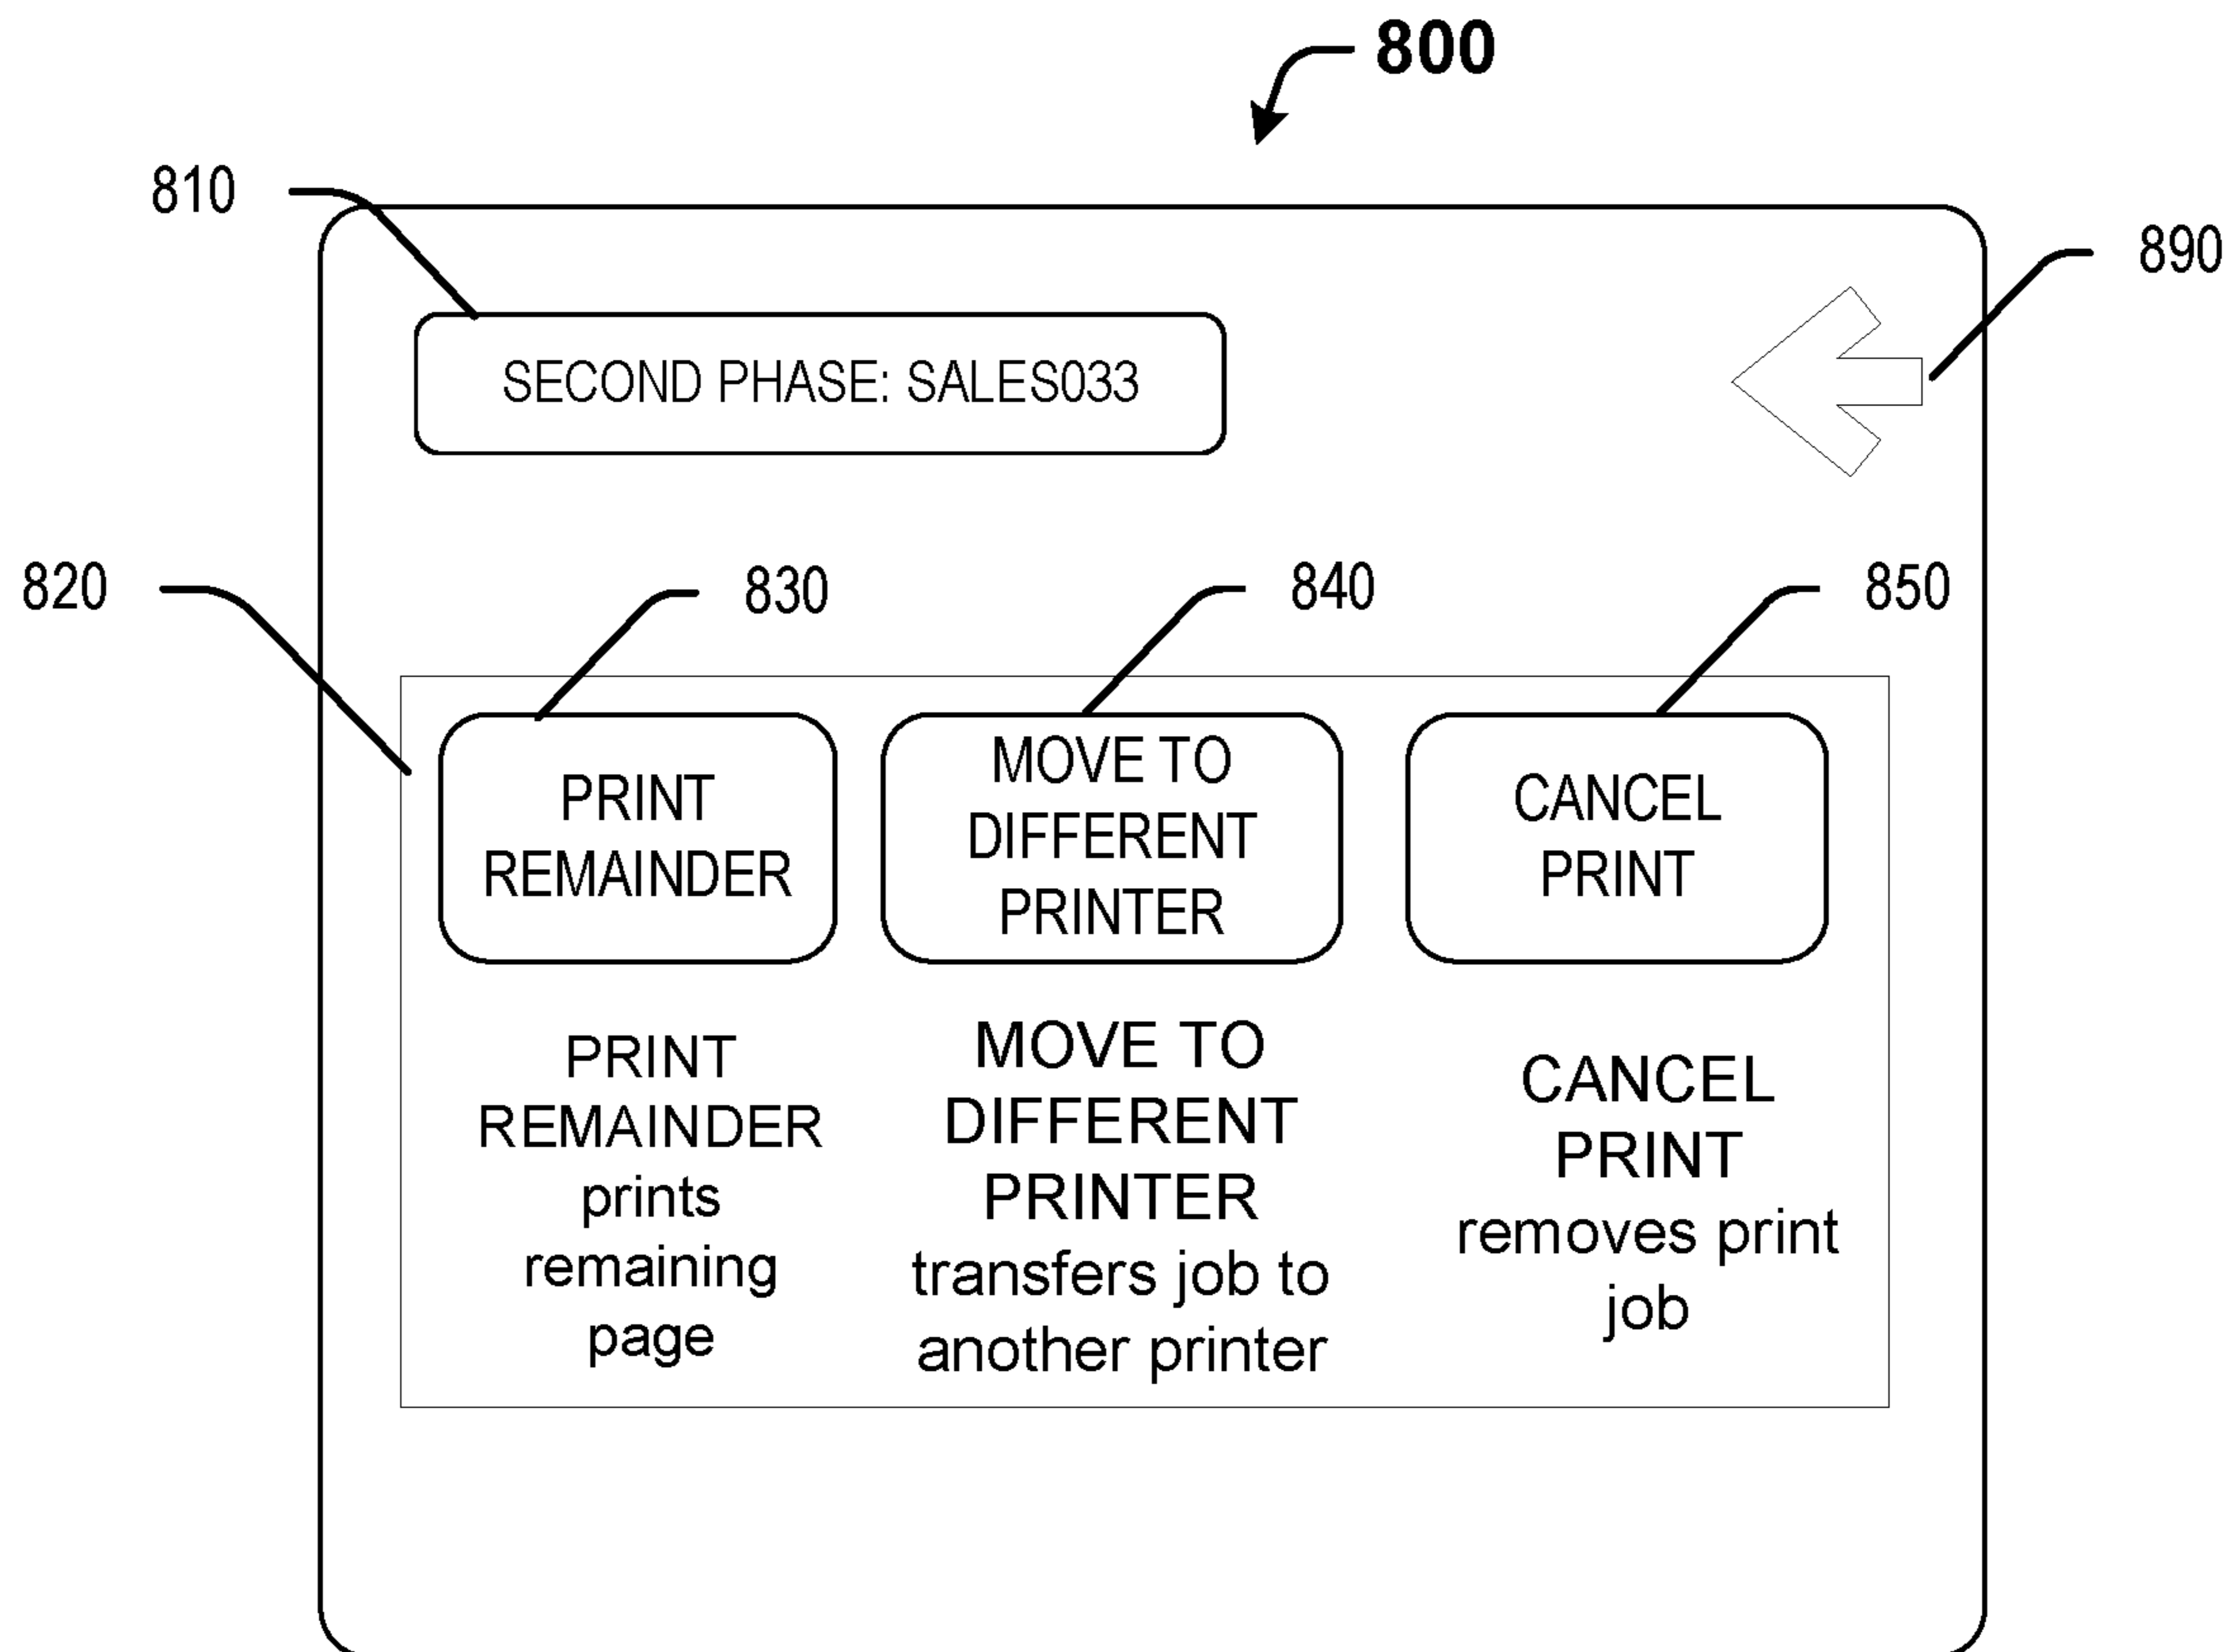 800
810
890
SECOND PHASE: SALES033
820
830
840
850
PRINT
REMAINDER
MOVE TO
DIFFERENT
PRINTER
CANCEL
PRINT
PRINT
REMAINDER
prints
remaining
page
MOVE TO
DIFFERENT
PRINTER
transfers job to
another printer
CANCEL
PRINT
removes print
job